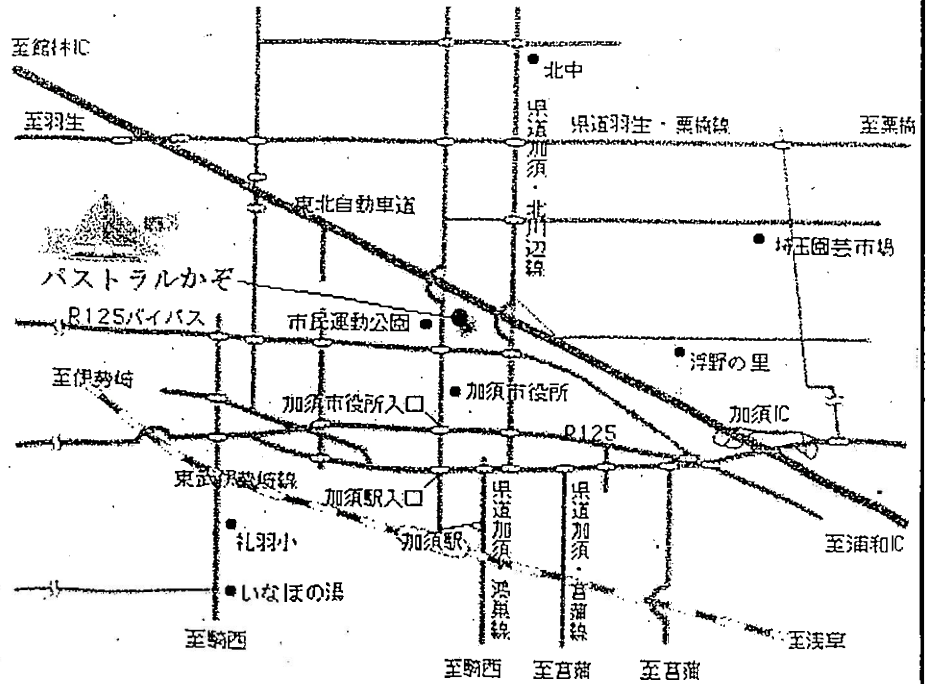 至館林IC
北中
至羽生
県道加須・北川辺線
県道羽生・栗橋線
至栗橋
東北自動車道
埼玉園芸市場
パストラルかぞ
R125バイパス
市民運動公園
浮野の里
至伊勢崎
加須市役所入口
加須市役所
加須IC
R125
東武伊勢崎線
加須駅入口
県道加須・鴻巣線
県道加須・菖蒲線
礼羽小
加須駅
至浦和IC
いなほの湯
至騎西
至浅草
至騎西
至菖蒲
至菖蒲